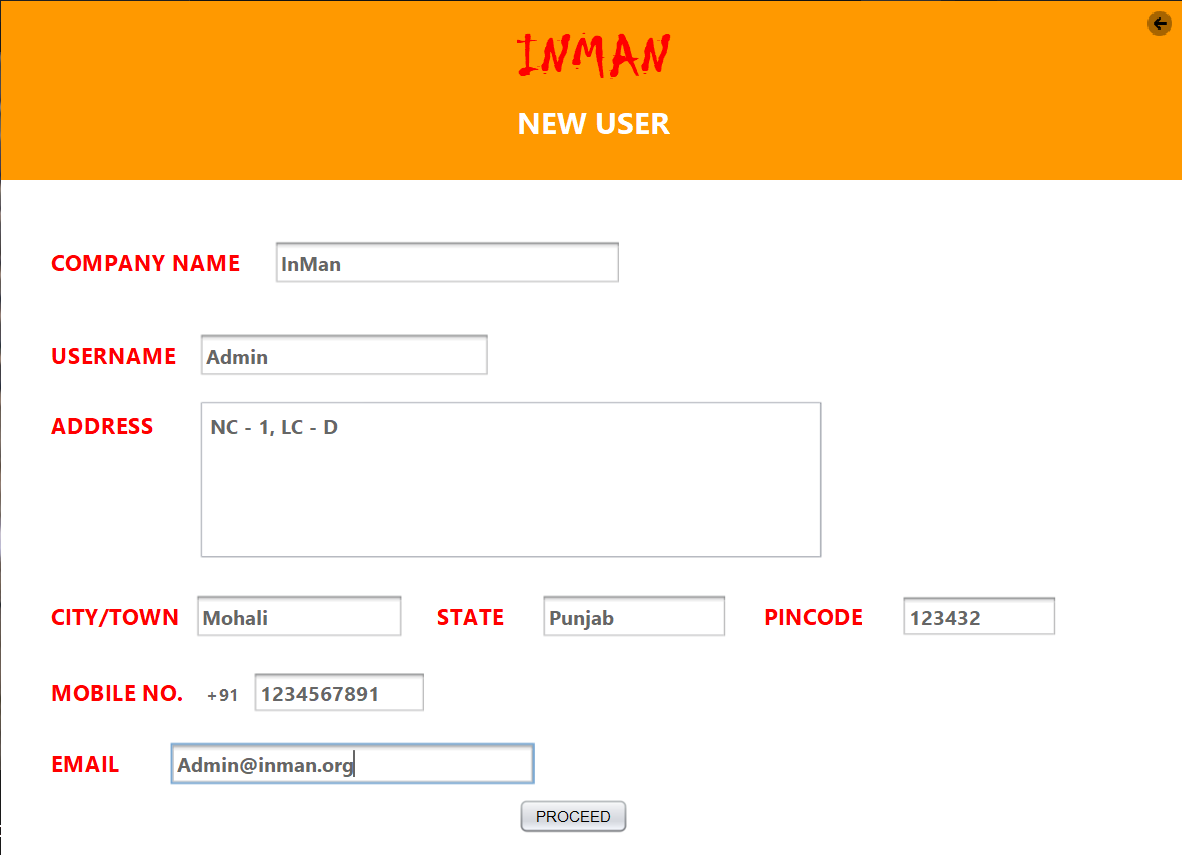 INMAN
NEW USER
COMPANY NAME InMan
USERNAME Admin
ADDRESS NC - 1, LC - D
CITY/TOWN Mohali STATE Punjab PINCODE 123432
MOBILE NO. +91 1234567891
EMAIL Admin@inman.org
PROCEED